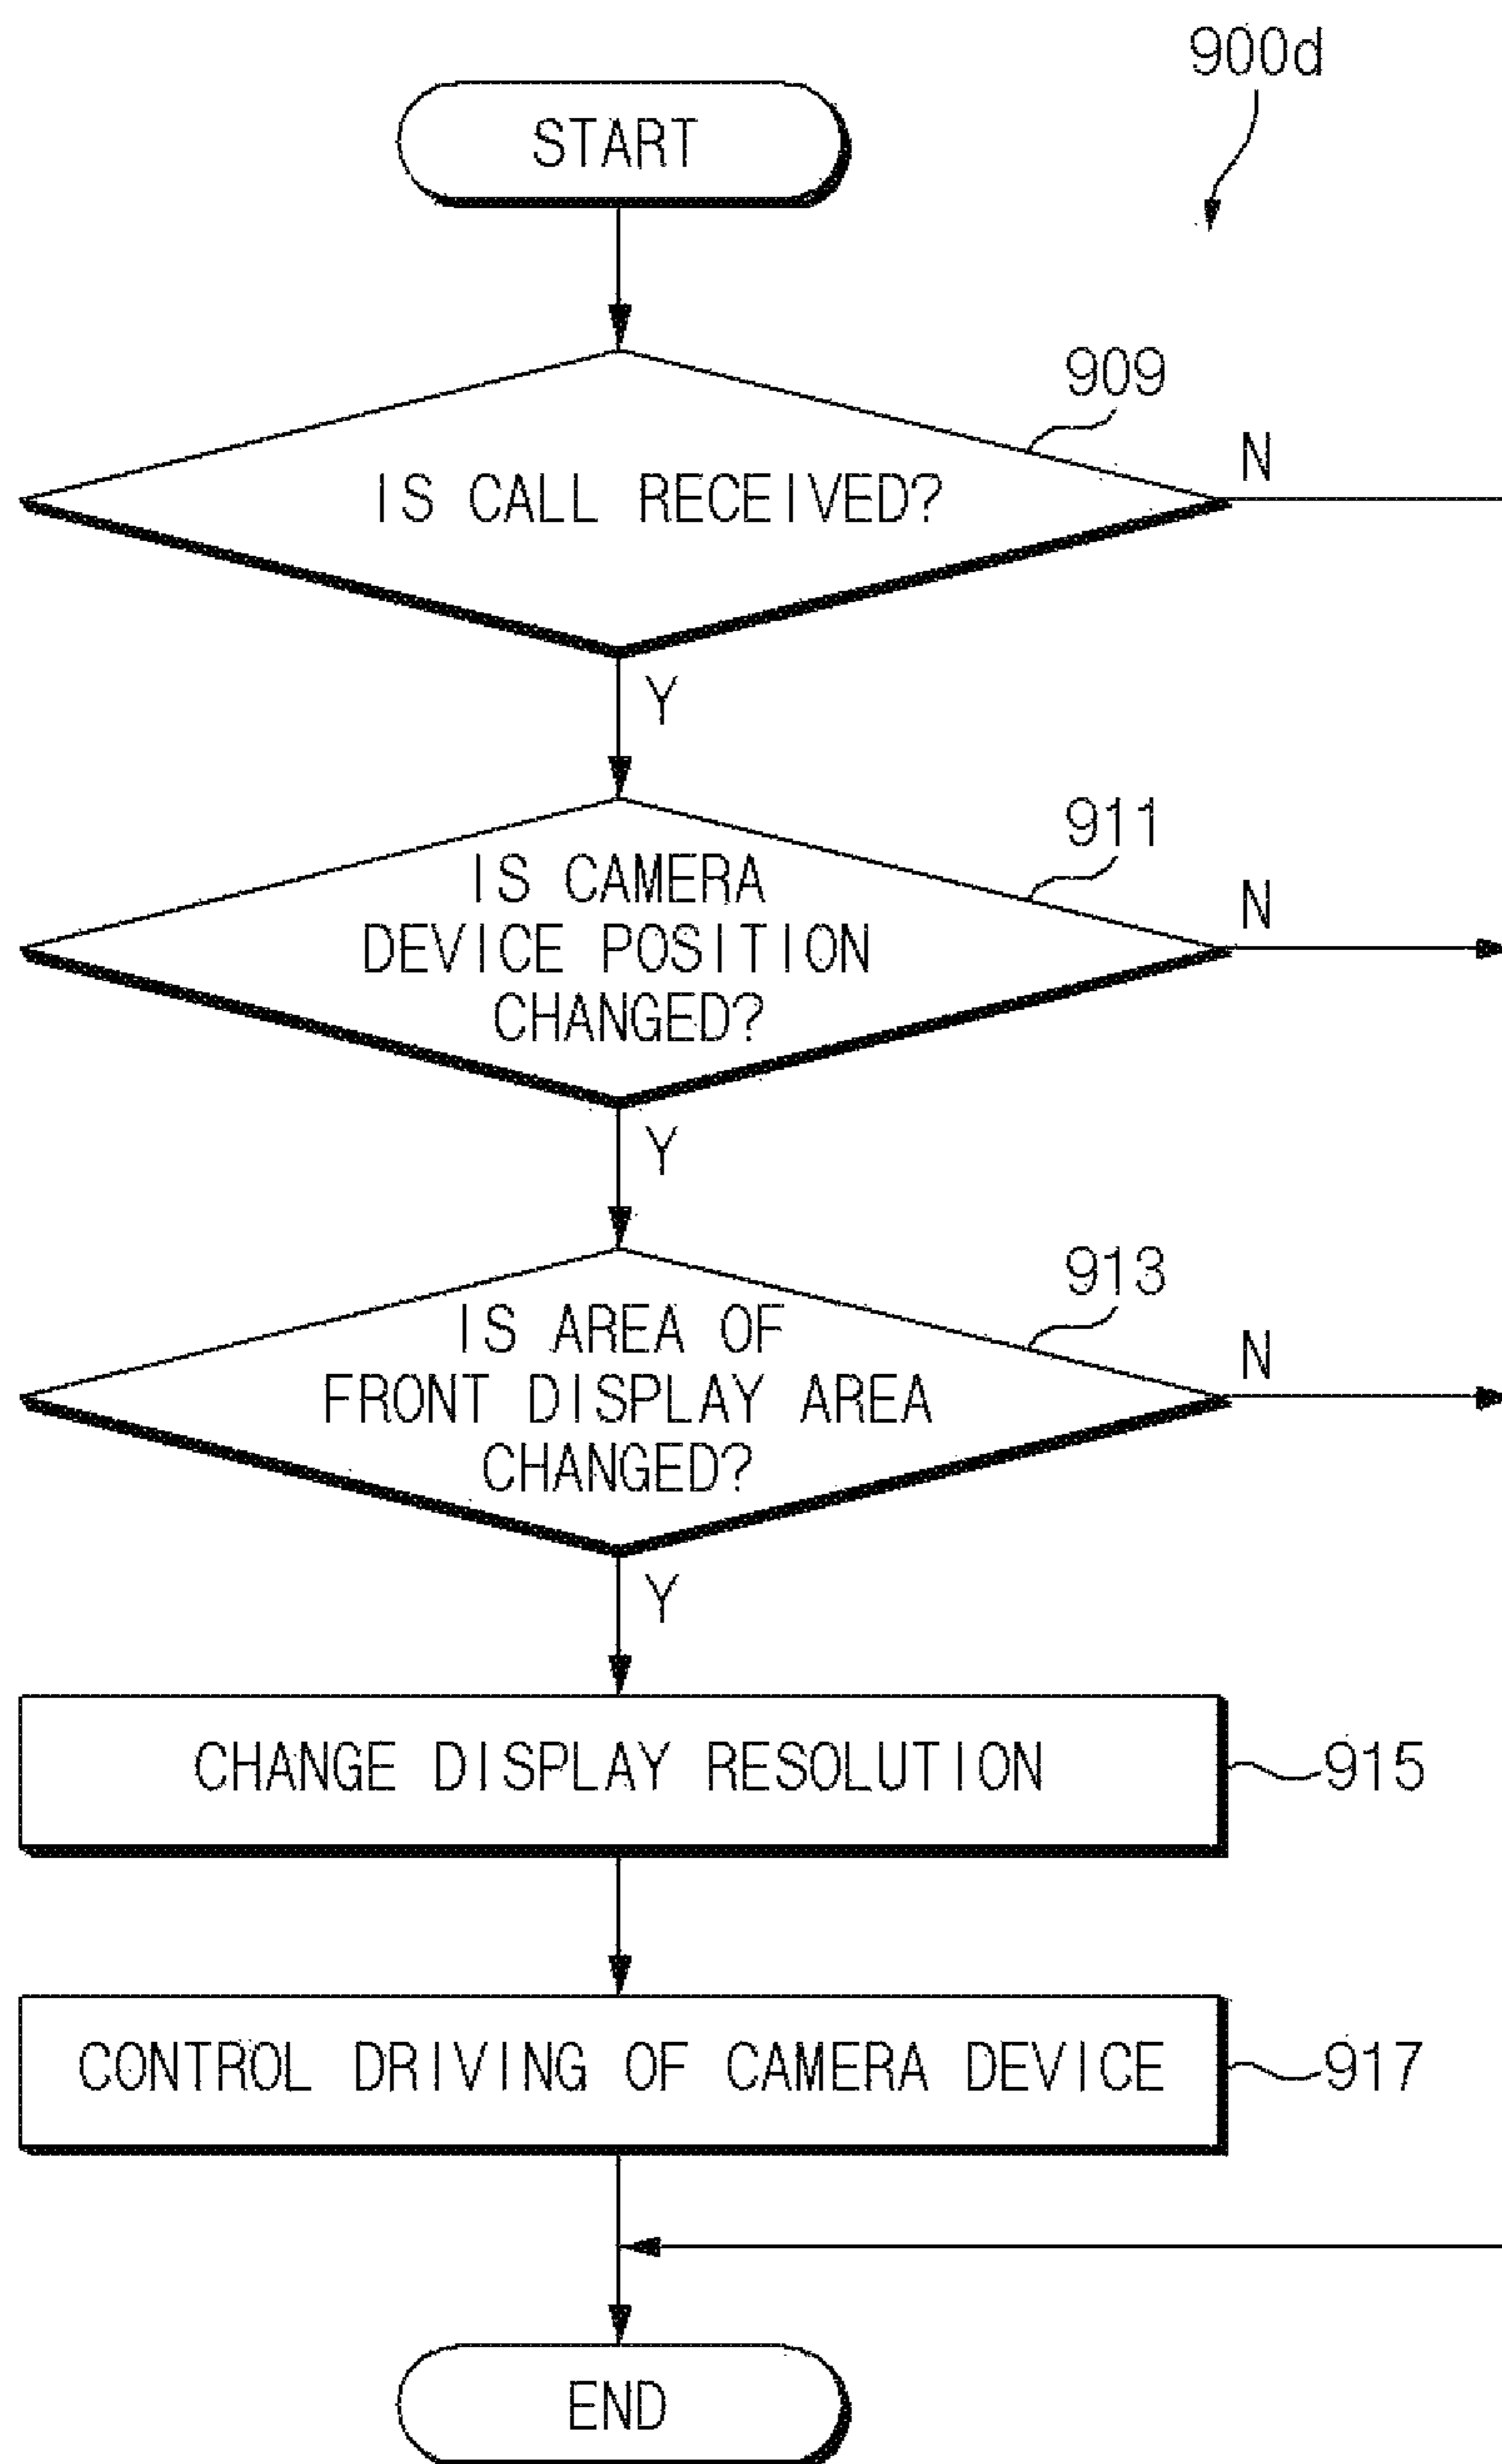 900d
START
909
IS CALL RECEIVED?
N
Y
911
IS CAMERA
DEVICE POSITION
CHANGED?
N
Y
913
IS AREA OF
FRONT DISPLAY AREA
CHANGED?
N
Y
CHANGE DISPLAY RESOLUTION
915
CONTROL DRIVING OF CAMERA DEVICE
917
END